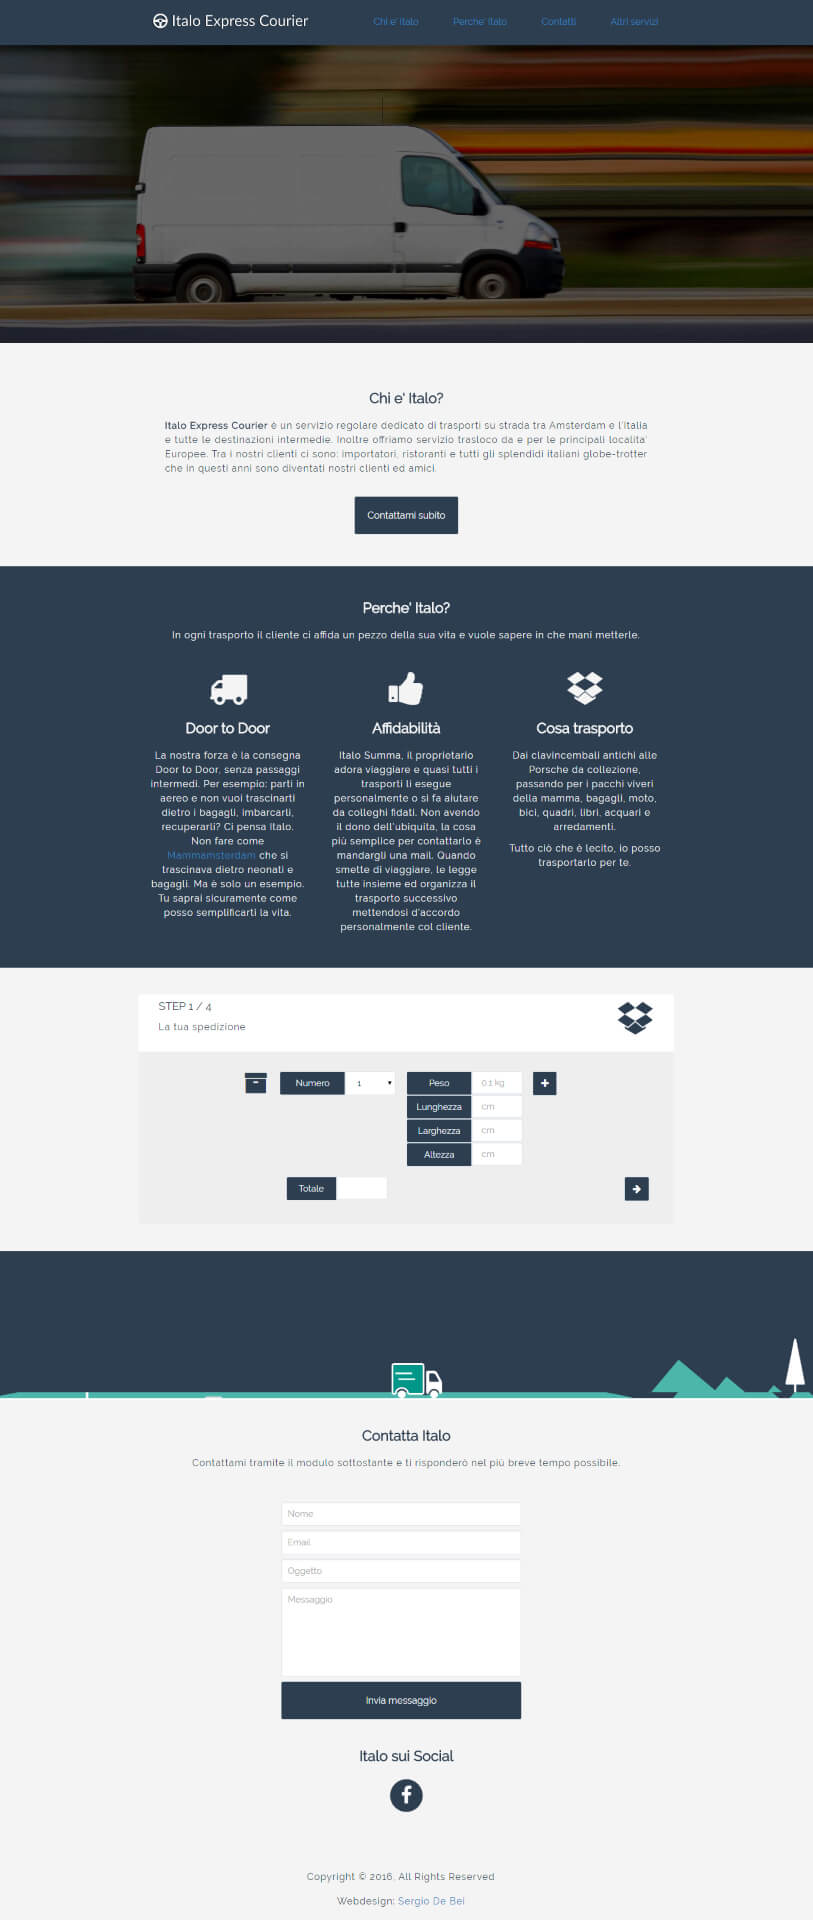 Italo Express Courier
Chi e' Italo
Perche' Italo
Contatti
Altri servizi
Chi e' Italo?
Italo Express Courier è un servizio regolare dedicato di trasporti su strada tra Amsterdam e l'Italia
e tutte le destinazioni intermedie. Inoltre offriamo servizio trasloco da e per le principali localita'
Europee. Tra i nostri clienti ci sono: importatori, ristoranti e tutti gli splendidi italiani globe-trotter
che in questi anni sono diventati nostri clienti ed amici.
Contattami subito
Perche' Italo?
In ogni trasporto il cliente ci affida un pezzo della sua vita e vuole sapere in che mani metterle.
Door to Door
La nostra forza è la consegna
Door to Door, senza passaggi
intermedi. Per esempio: parti in
aereo e non vuoi trascinarti
dietro i bagagli, imbarcarli,
recuperarli? Ci pensa Italo.
Non fare come
Mammamsterdam che si
trascinava dietro neonati e
bagagli. Ma è solo un esempio.
Tu saprai sicuramente come
posso semplificarti la vita.
Affidabilità
Italo Summa, il proprietario
adora viaggiare e quasi tutti i
trasporti li esegue
personalmente o si fa aiutare
da colleghi fidati. Non avendo
il dono dell'ubiquita, la cosa
più semplice per contattarlo è
mandargli una mail. Quando
smette di viaggiare, le legge
tutte insieme ed organizza il
trasporto successivo
mettendosi d'accordo
personalmente col cliente.
Cosa trasporto
Dai clavincembali antichi alle
Porsche da collezione,
passando per i pacchi viveri
della mamma, bagagli, moto,
bici, quadri, libri, acquari e
arredamenti.
Tutto ciò che è lecito, io posso
trasportarlo per te.
STEP 1 / 4
La tua spedizione
Numero
1
Peso
0.1 kg
Lunghezza
cm
Larghezza
cm
Altezza
cm
Totale
Contatta Italo
Contattami tramite il modulo sottostante e ti risponderò nel più breve tempo possibile.
Nome
Email
Oggetto
Messaggio
Invia messaggio
Italo sui Social
Copyright © 2016, All Rights Reserved
Webdesign: Sergio De Bei